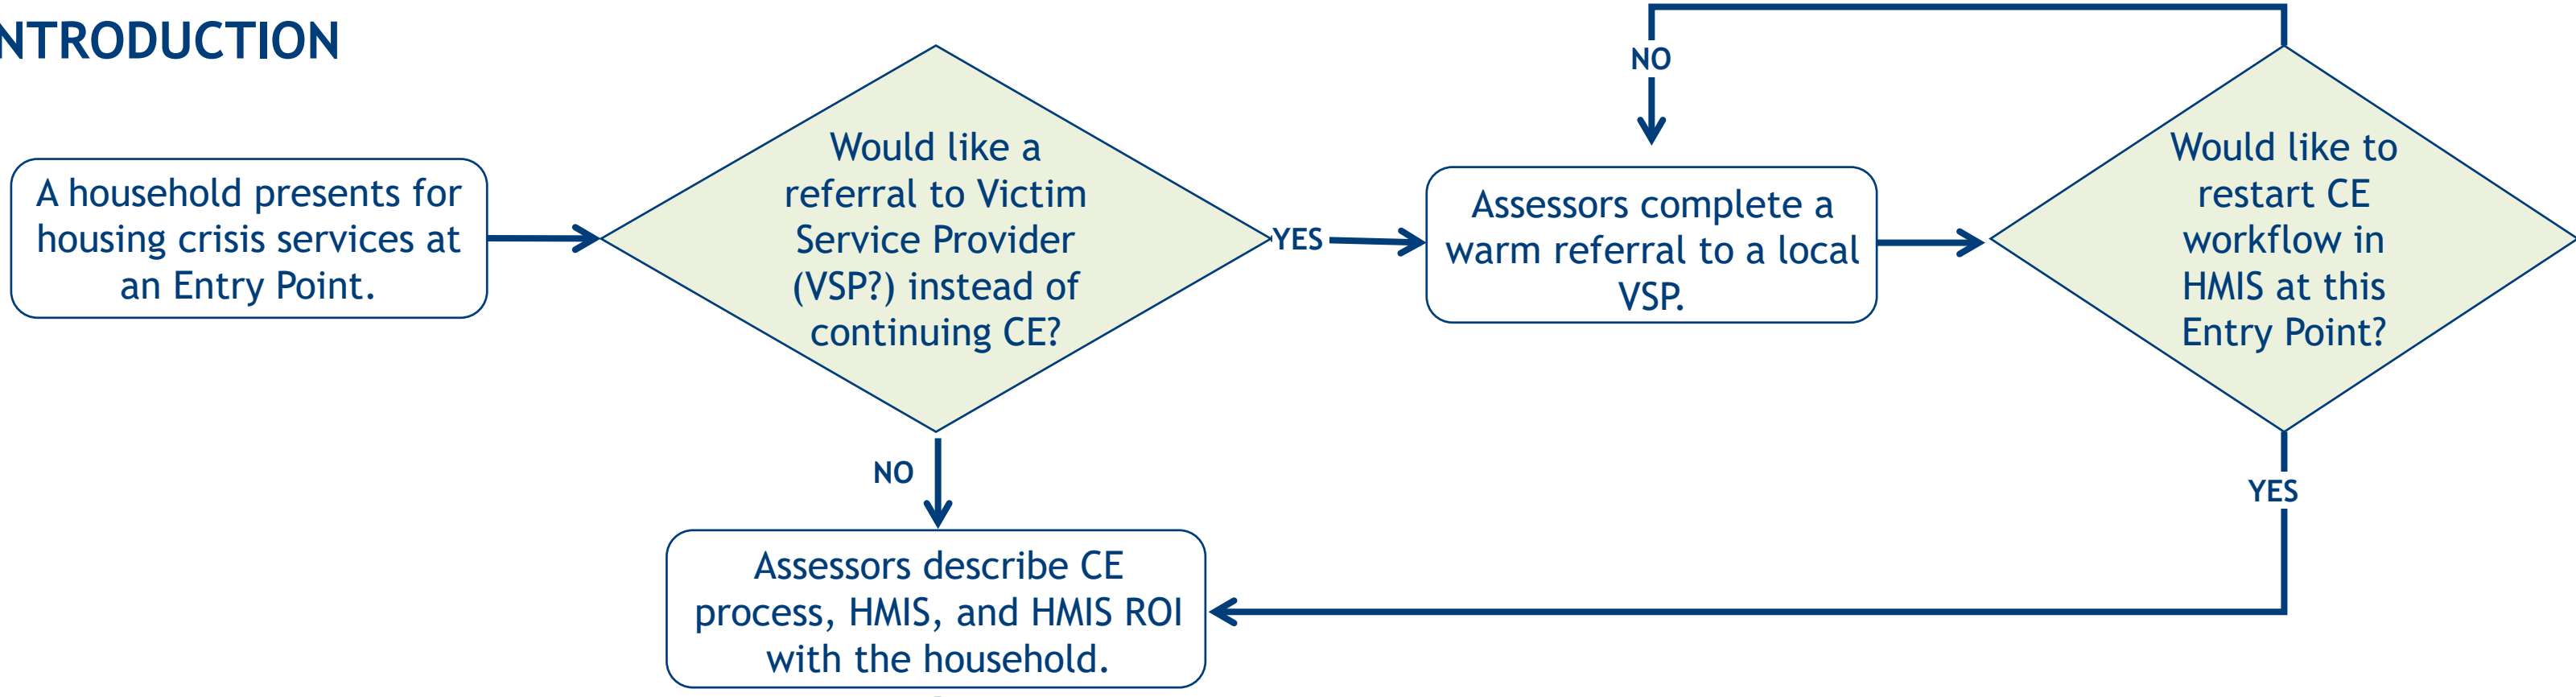 NTRODUCTION
A household presents for
housing crisis services at
an Entry Point.
Would like a
referral to Victim
Service Provider
(VSP?) instead of
continuing CE?
YES
NO
Assessors complete a
warm referral to a local
VSP.
NO
Would like to
restart CE
workflow in
HMIS at this
Entry Point?
YES
Assessors describe CE
process, HMIS, and HMIS ROI
with the household.